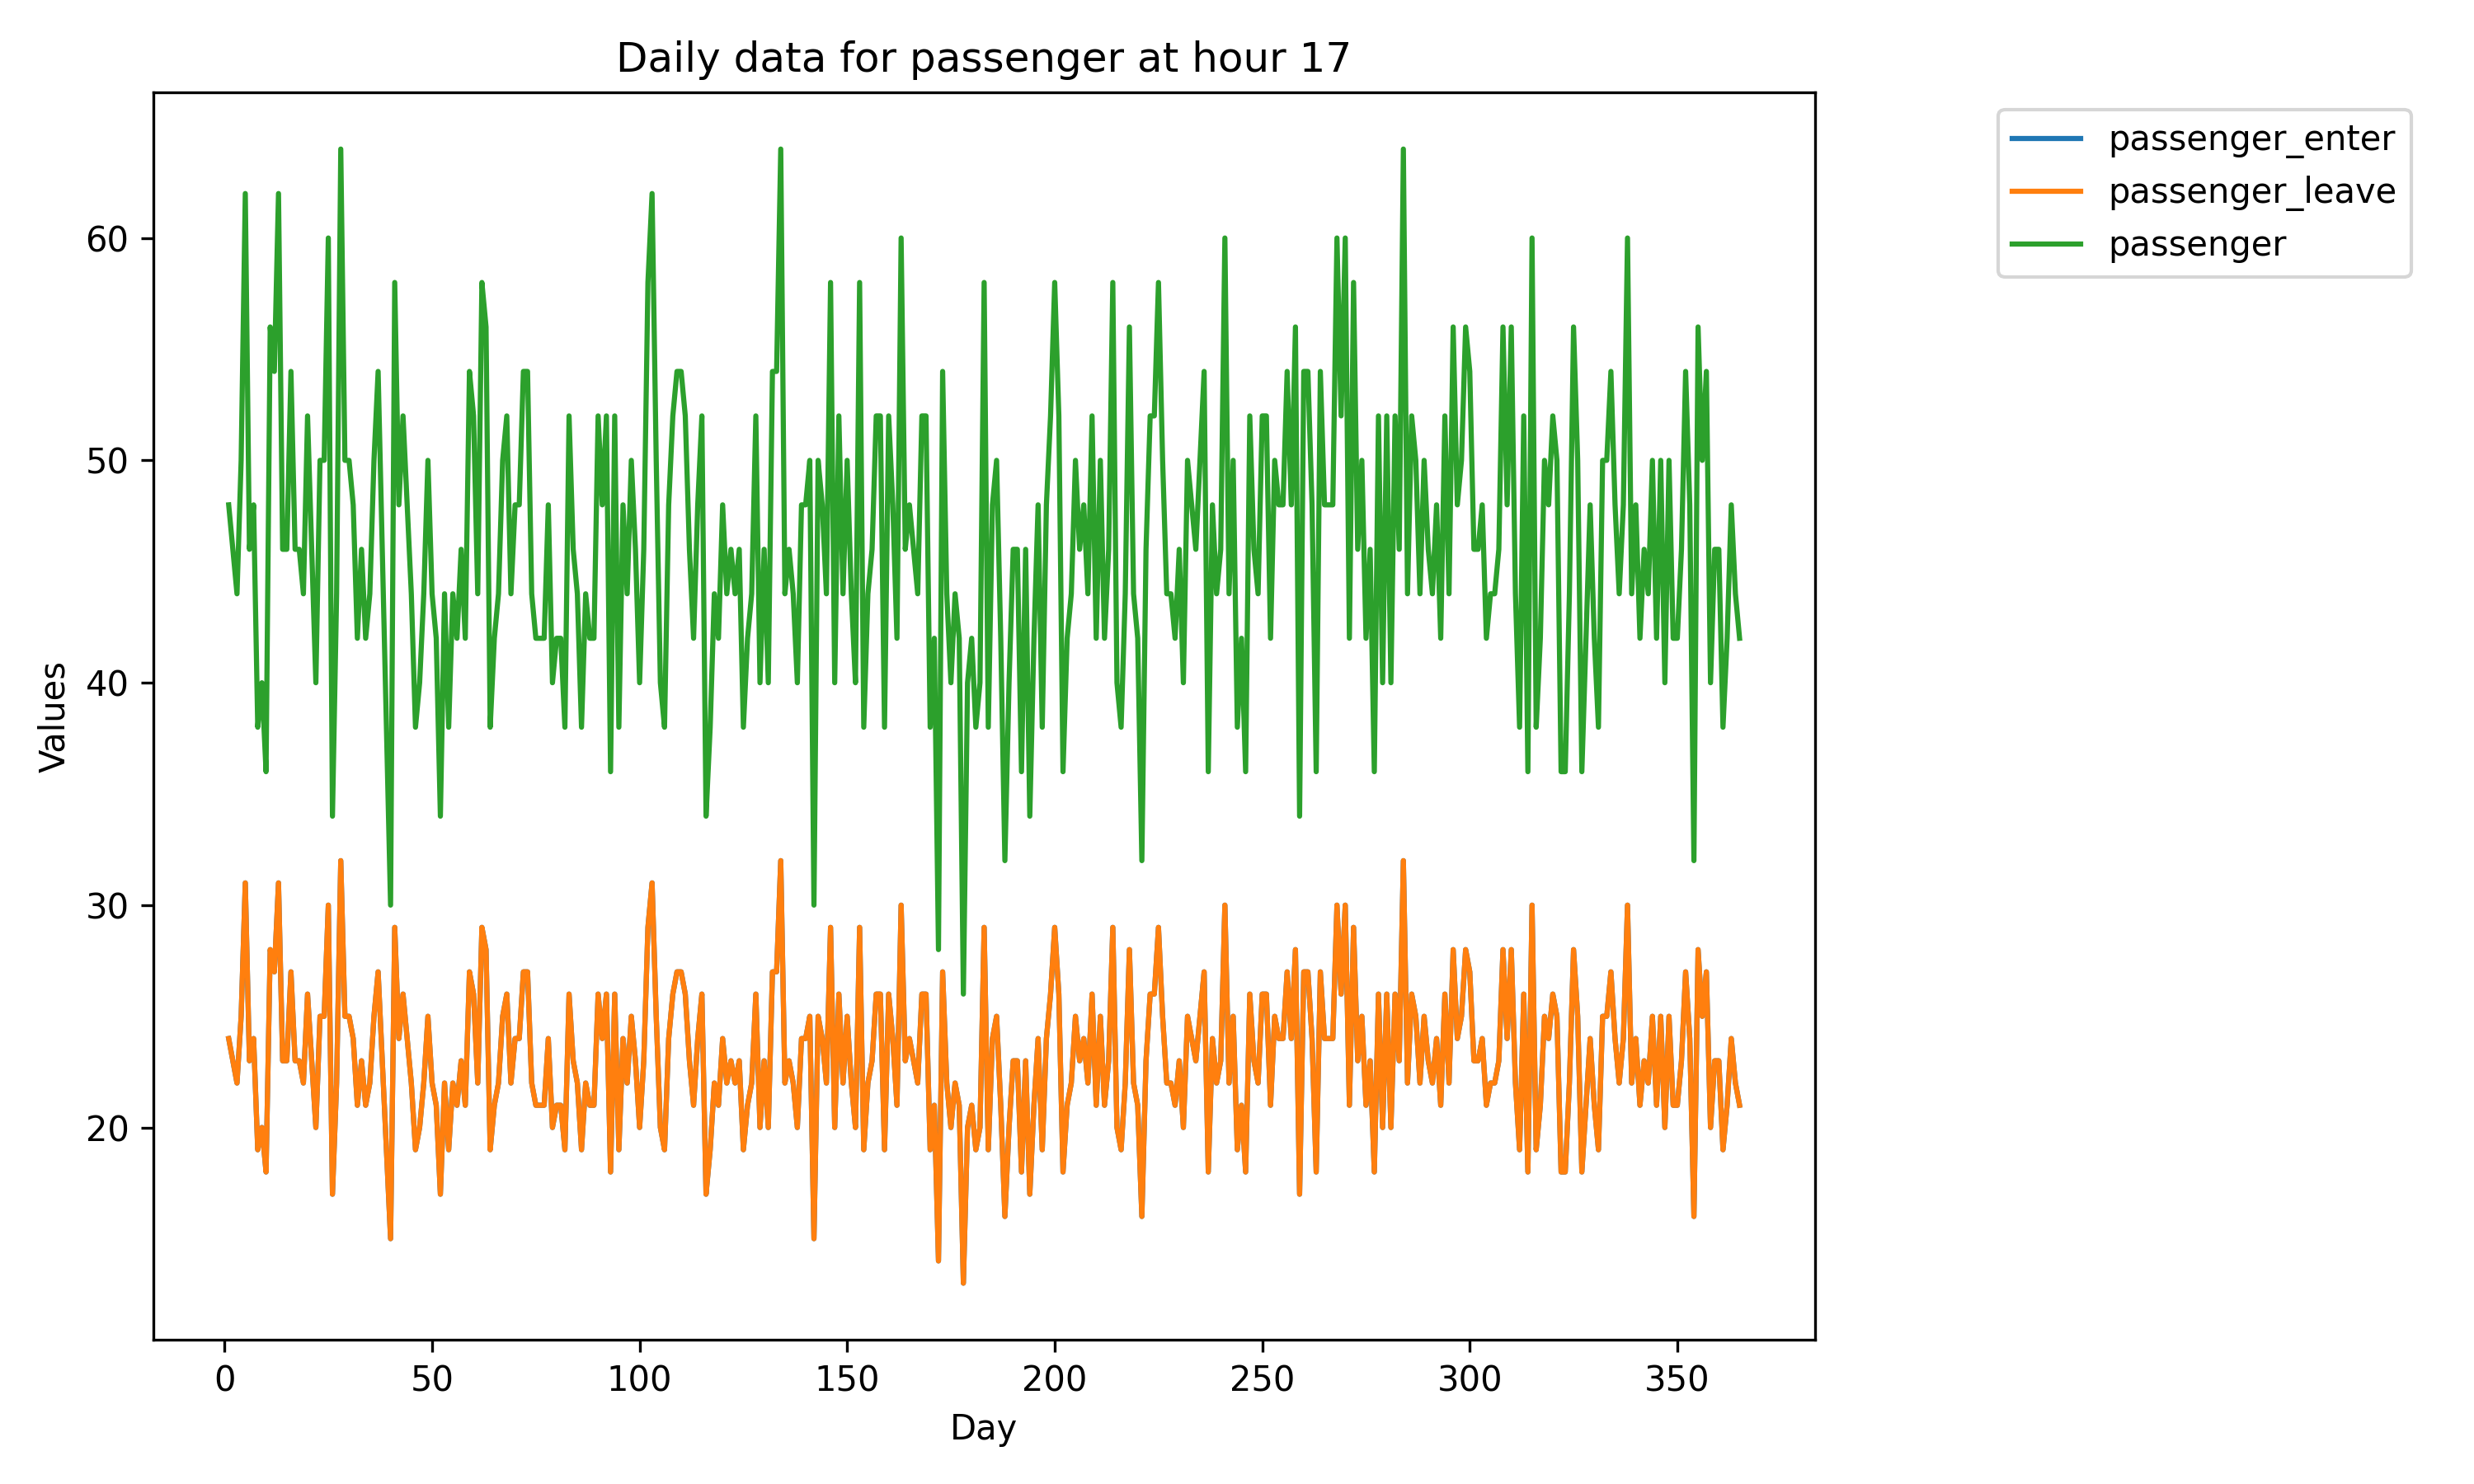 Daily data for passenger at hour 17
passenger_enter
passenger_leave
passenger
60
50
40
30
20
Values
0 50 100 150 200 250 300 350
Day